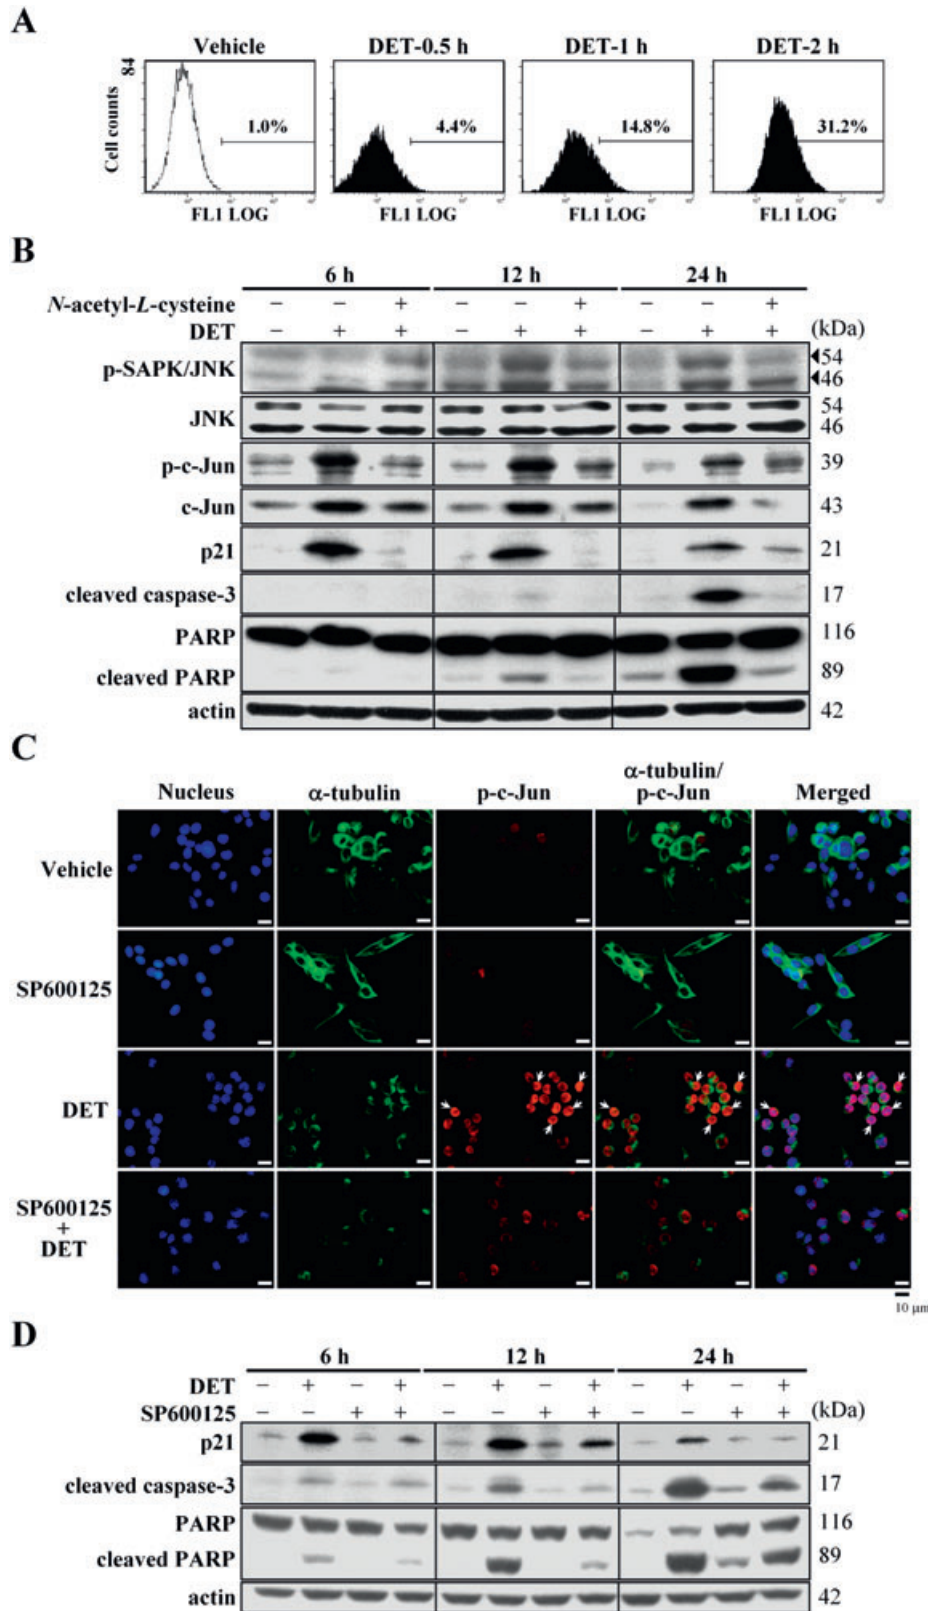 A
Vehicle DET-0.5 h DET-1 h DET-2 h
84
Cell counts
1.0% 4.4% 14.8% 31.2%
FL1 LOG FL1 LOG FL1 LOG FL1 LOG
B
6 h 12 h 24 h
N-acetyl-L-cysteine − − + − − + − − +
DET − + + − + + − + + (kDa)
p-SAPK/JNK 54
46
JNK 54
46
p-c-Jun 39
c-Jun 43
p21 21
cleaved caspase-3 17
PARP 116
cleaved PARP 89
actin 42
C
Nucleus α-tubulin p-c-Jun α-tubulin/ p-c-Jun Merged
Vehicle
SP600125
DET
SP600125
+
DET
10 μm
D
6 h 12 h 24 h
DET − + − + − + − + − + − +
SP600125 − − + + − − + + − − + + (kDa)
p21 21
cleaved caspase-3 17
PARP 116
cleaved PARP 89
actin 42